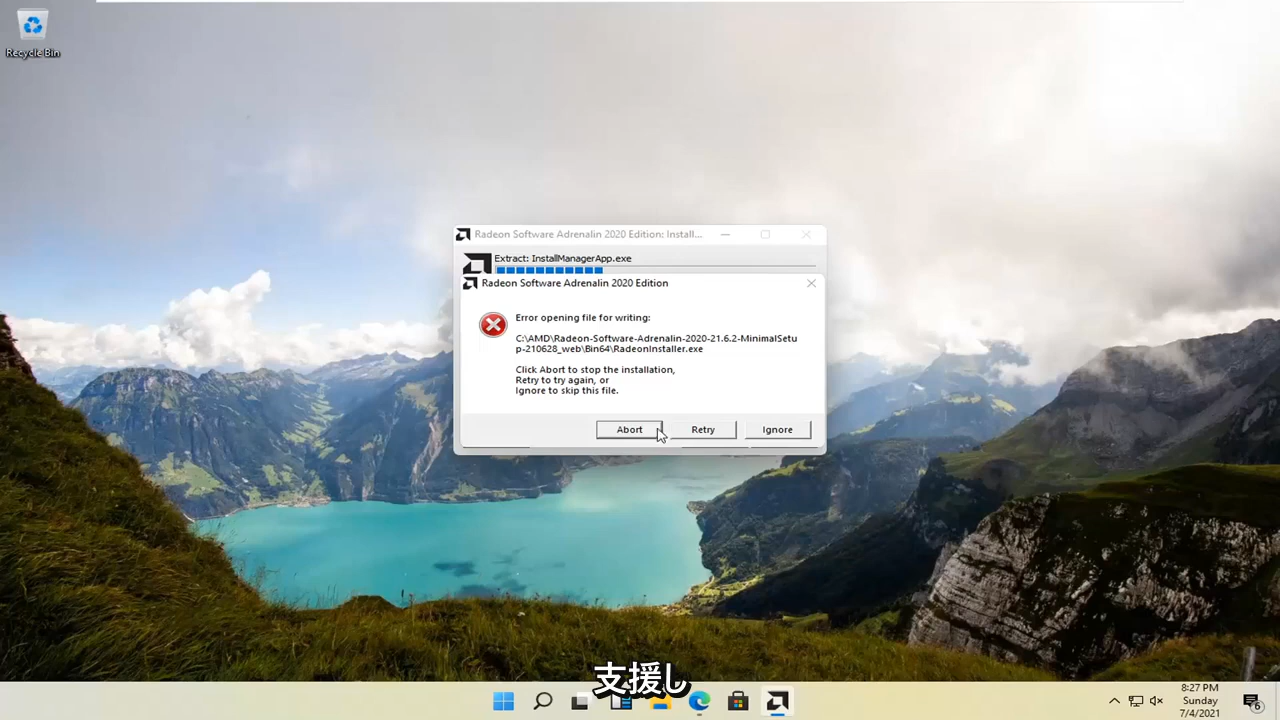 Recycle Bin
Radeon Software Adrenalin 2020 Edition: Install...
Extract: InstallManagerApp.exe
Radeon Software Adrenalin 2020 Edition
Error opening file for writing:
C:\AMD\Radeon-Software-Adrenalin-2020-21.6.2-MinimalSetu
p-210628_web\Bin64\RadeonInstaller.exe
Click Abort to stop the installation,
Retry to try again, or
Ignore to skip this file.
Abort
Retry
Ignore
支援し
8:27 PM
Sunday
7/4/2021
6